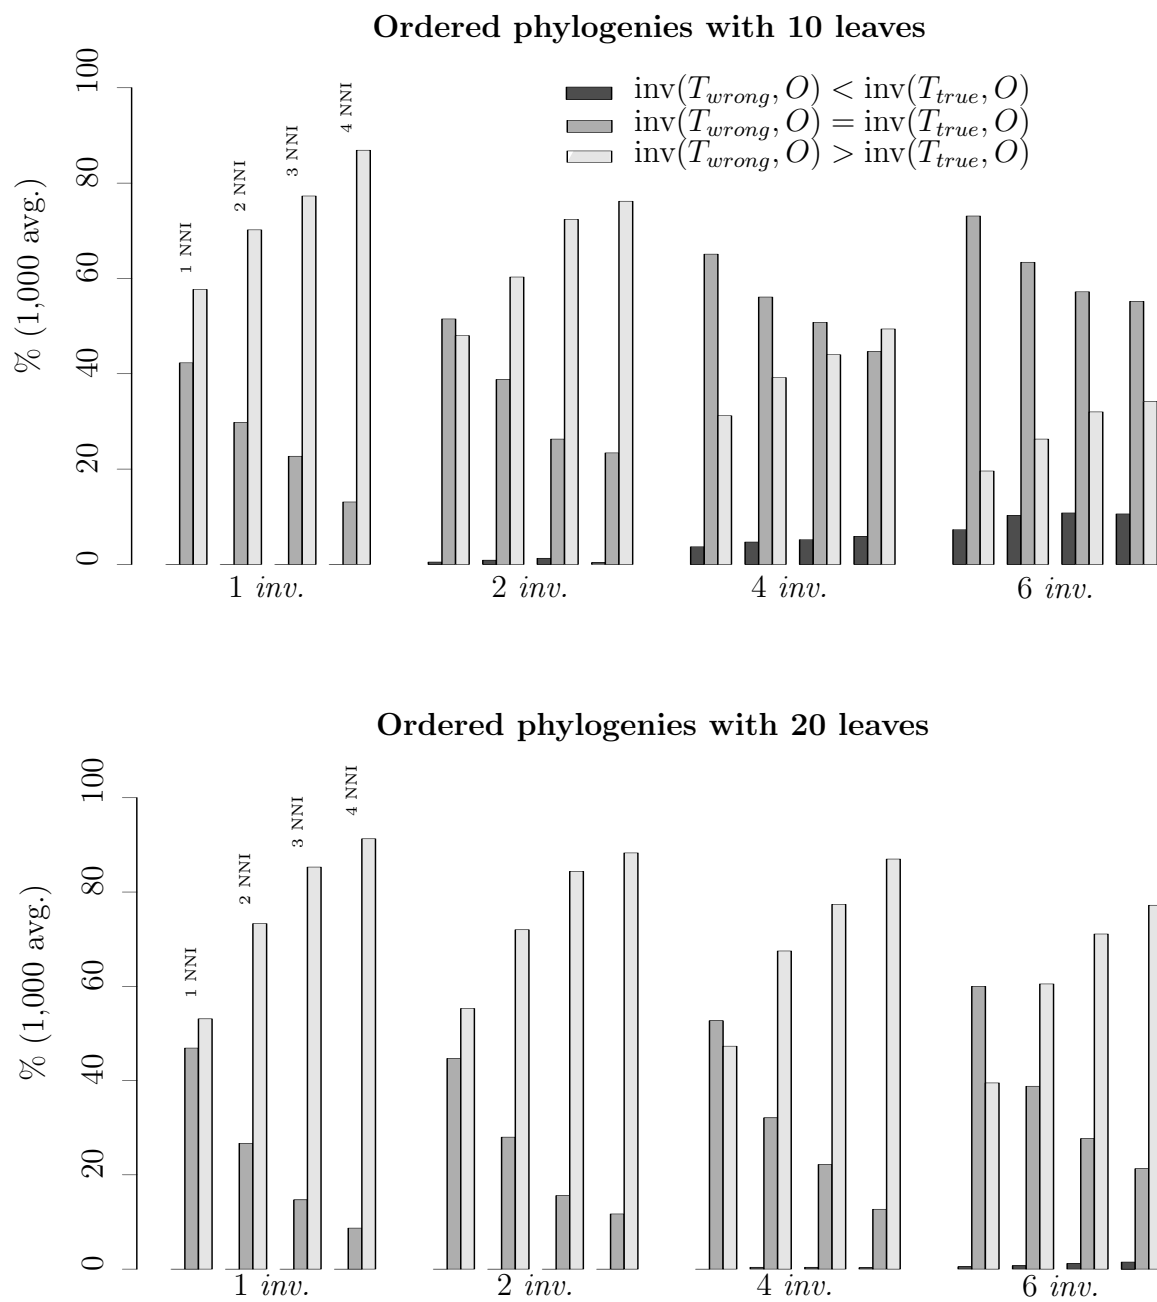 Ordered phylogenies with 10 leaves
inv(T_wrong, O) < inv(T_true, O)
inv(T_wrong, O) = inv(T_true, O)
inv(T_wrong, O) > inv(T_true, O)
% (1,000 avg.)
100
80
60
40
20
0
1 NNI
2 NNI
3 NNI
4 NNI
1 inv.
2 inv.
4 inv.
6 inv.
Ordered phylogenies with 20 leaves
% (1,000 avg.)
100
80
60
40
20
0
1 NNI
2 NNI
3 NNI
4 NNI
1 inv.
2 inv.
4 inv.
6 inv.